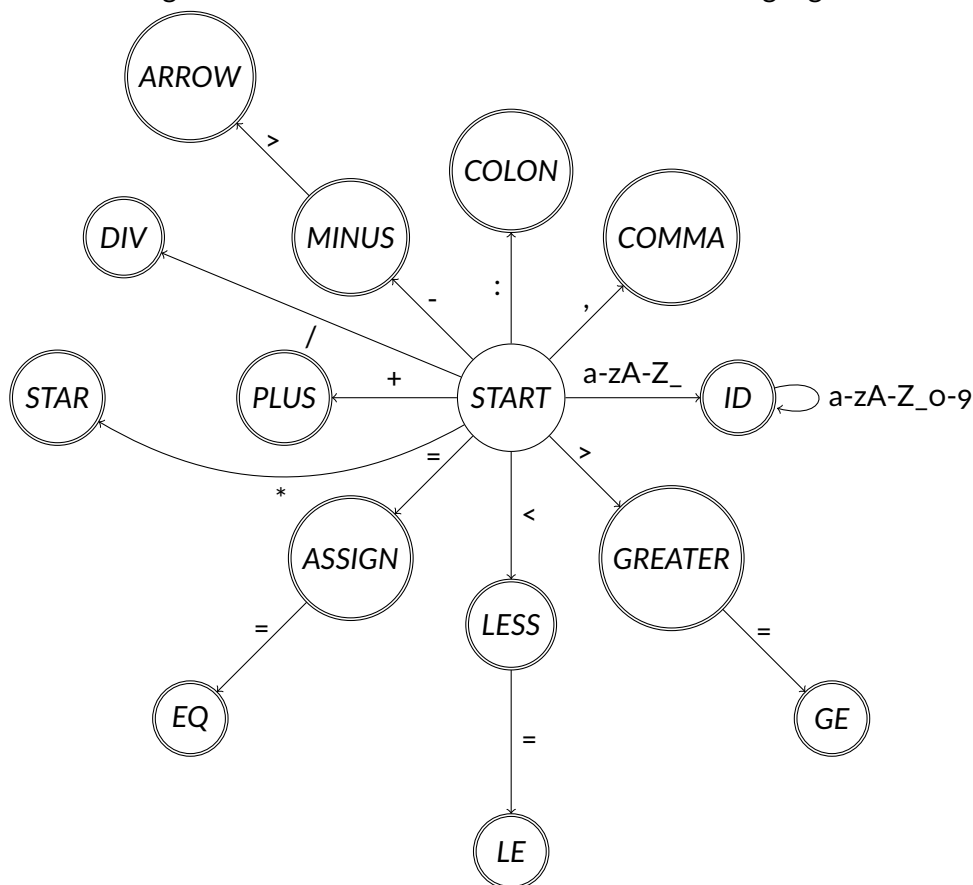 ARROW
>
COLON
DIV
MINUS
COMMA
-
:
,
/
STAR
PLUS
+
START
a-zA-Z_
ID
a-zA-Z_0-9
*
=
<
>
ASSIGN
LESS
GREATER
=
=
=
EQ
GE
LE